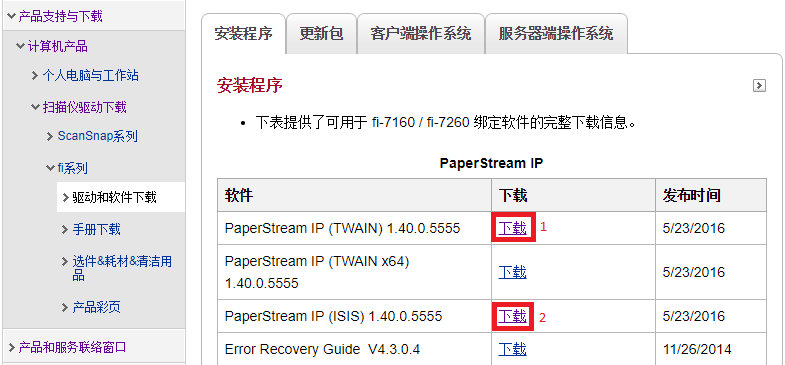 产品支持与下载
计算机产品
个人电脑与工作站
扫描仪驱动下载
ScanSnap系列
fi系列
驱动和软件下载
手册下载
选件&耗材&清洁用
品
产品彩页
产品和服务联络窗口
安装程序 更新包 客户端操作系统 服务器端操作系统
安装程序
下表提供了可用于 fi-7160 / fi-7260 绑定软件的完整下载信息。
PaperStream IP
软件 下载 发布时间
PaperStream IP (TWAIN) 1.40.0.5555 下载 1 5/23/2016
PaperStream IP (TWAIN x64)
1.40.0.5555 下载 5/23/2016
PaperStream IP (ISIS) 1.40.0.5555 下载 2 5/23/2016
Error Recovery Guide V4.3.0.4 下载 11/26/2014